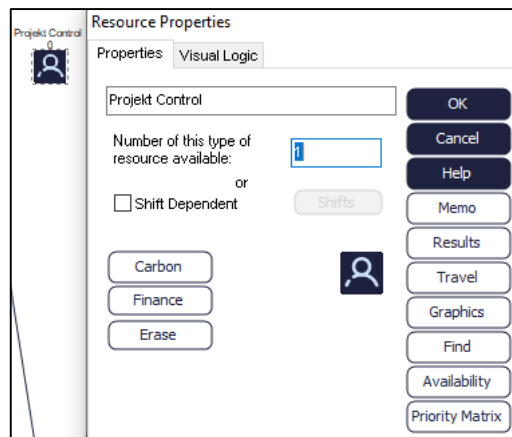 Projekt Control
0
Resource Properties
Properties
Visual Logic
Projekt Control
Number of this type of
resource available:
1
or
Shift Dependent
Shifts
Carbon
Finance
Erase
OK
Cancel
Help
Memo
Results
Travel
Graphics
Find
Availability
Priority Matrix